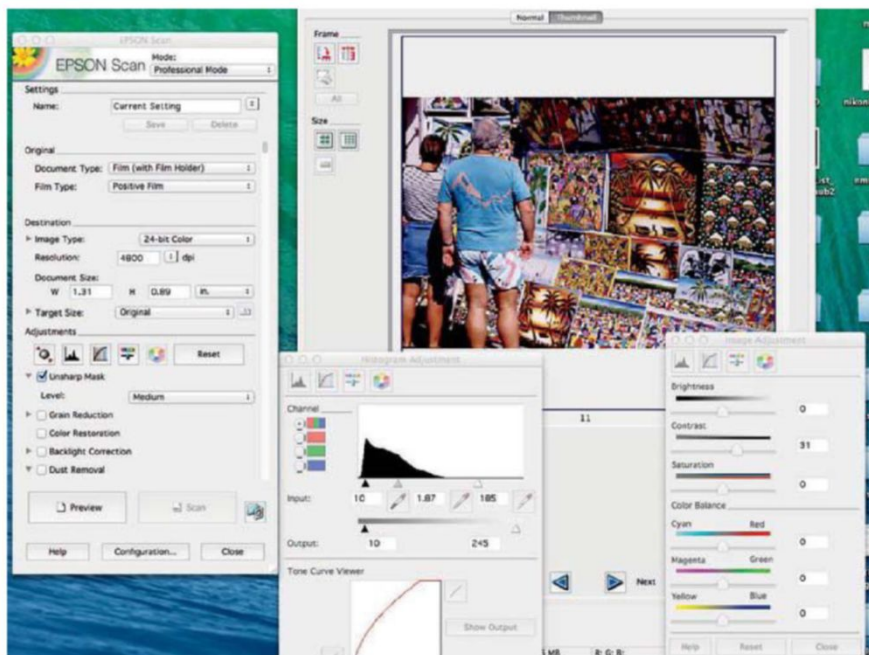 EPSON Scan
EPSON Scan
Mode:
Professional Mode
Settings
Name:
Current Setting
Save
Delete
Original
Document Type:
Film (with Film Holder)
Film Type:
Positive Film
Destination
Image Type:
24-bit Color
Resolution:
4800
dpi
Document Size:
W
1.31
H
0.89
in.
Target Size:
Original
Adjustments
Reset
Unsharp Mask
Level:
Medium
Grain Reduction
Color Restoration
Backlight Correction
Dust Removal
Preview
Scan
Help
Configuration...
Close
Normal
Thumbnail
Frame
All
Size
11
Next
Histogram Adjustment
Channel
Input:
10
1.87
185
Output:
10
245
Tone Curve Viewer
Show Output
MB
R: G: B:
Image Adjustment
Brightness
0
Contrast
31
Saturation
0
Color Balance
Cyan
Red
0
Magenta
Green
0
Yellow
Blue
0
Help
Reset
Close